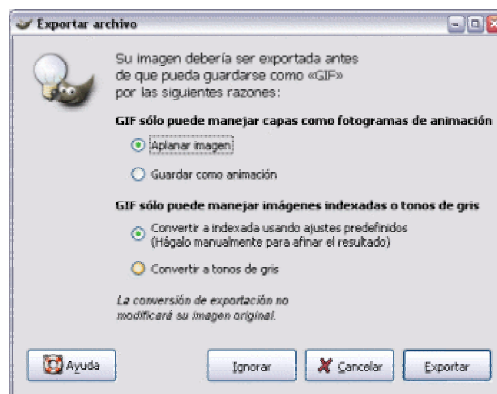 Exportar archivo
Su imagen debería ser exportada antes
de que pueda guardarse como «GIF»
por las siguientes razones:
GIF sólo puede manejar capas como fotogramas de animación
Aplanar imagen
Guardar como animación
GIF sólo puede manejar imágenes indexadas o tonos de gris
Convertir a indexada usando ajustes predefinidos
(Hágalo manualmente para afinar el resultado)
Convertir a tonos de gris
La conversión de exportación no
modificará su imagen original.
Ayuda Ignorar Cancelar Exportar